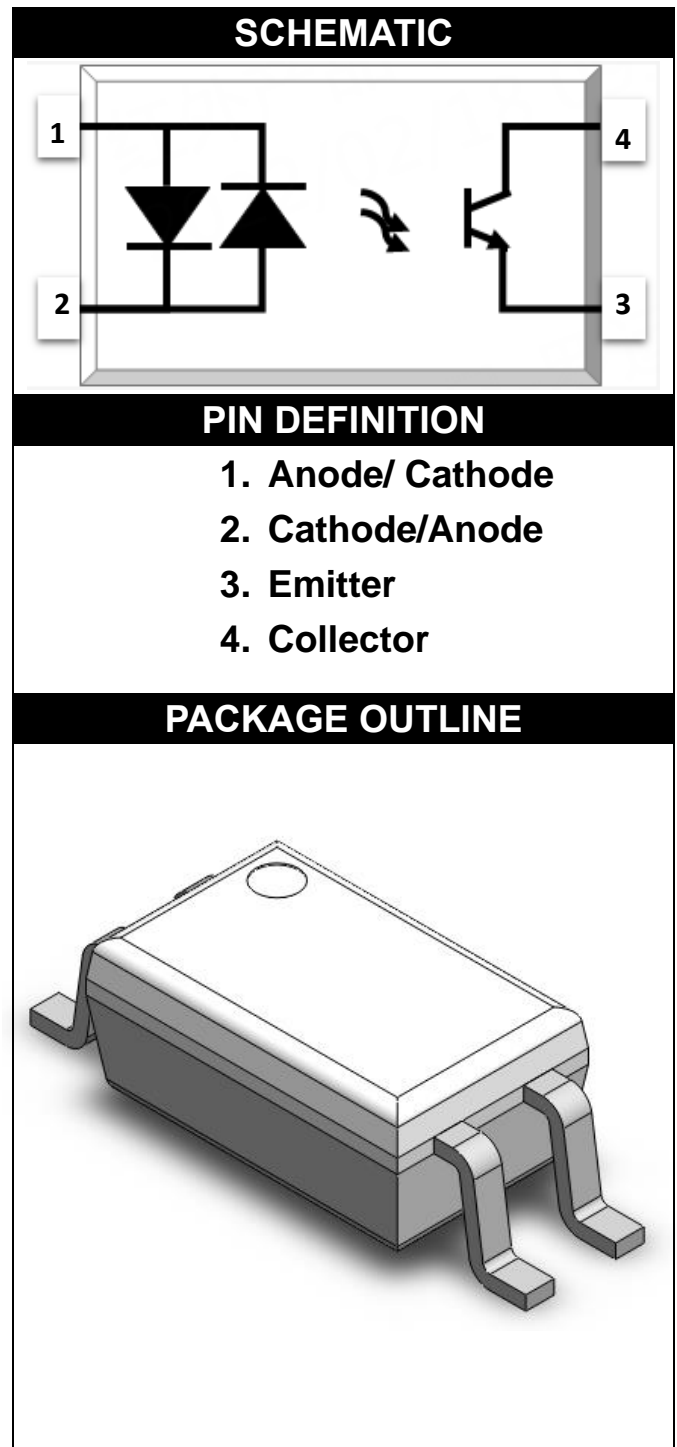 SCHEMATIC
1
4
2
3
PIN DEFINITION
1. Anode/ Cathode
2. Cathode/Anode
3. Emitter
4. Collector
PACKAGE OUTLINE